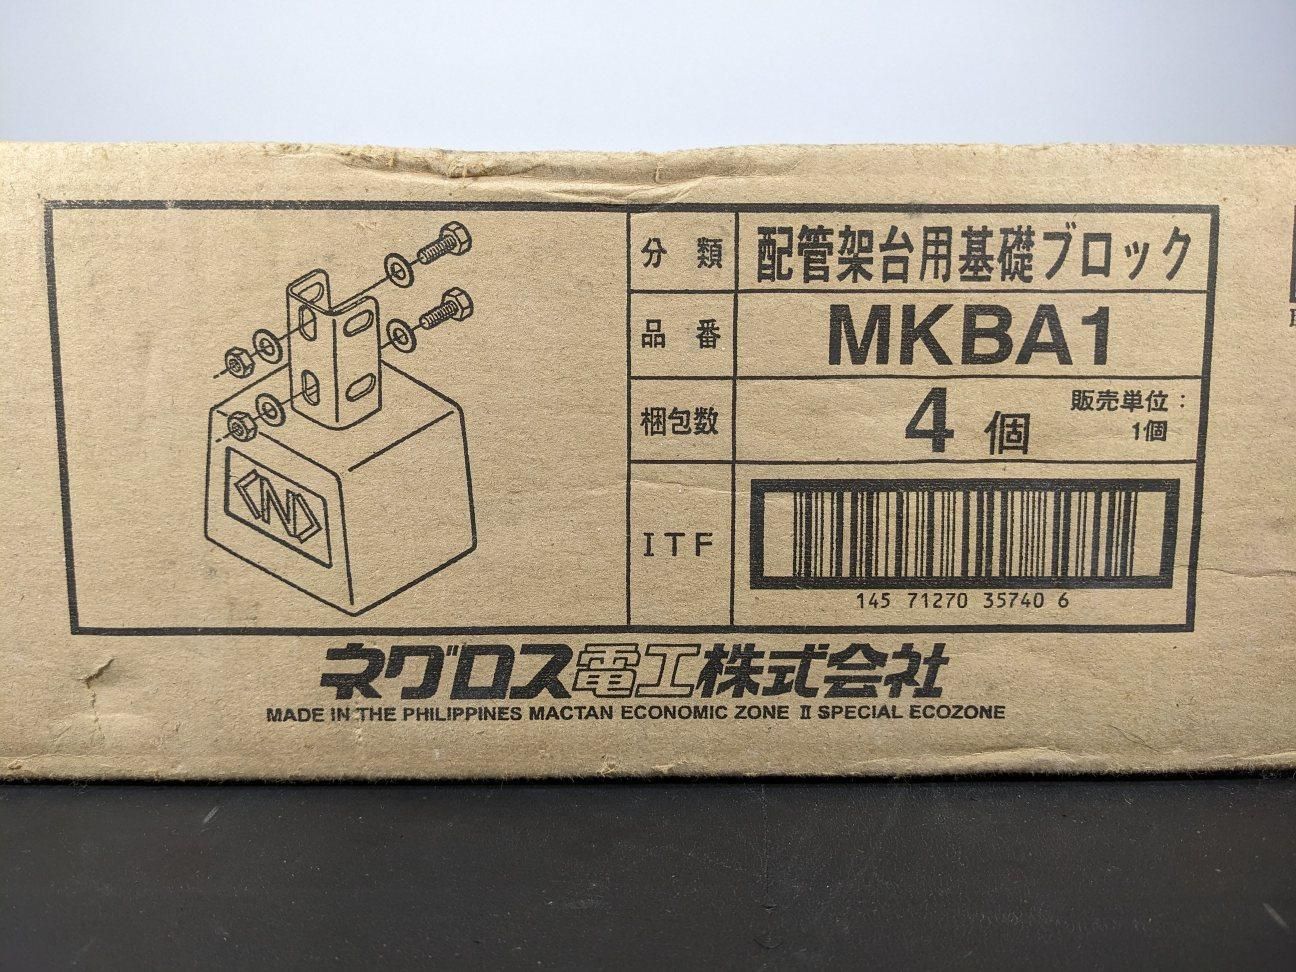 分類 配管架台用基礎ブロック
品番 MKBA1
梱包数 4個 販売単位:
1個
ITF
145 71270 35740 6
ネグロス電工株式会社
MADE IN THE PHILIPPINES MACTAN ECONOMIC ZONE Ⅱ SPECIAL ECOZONE